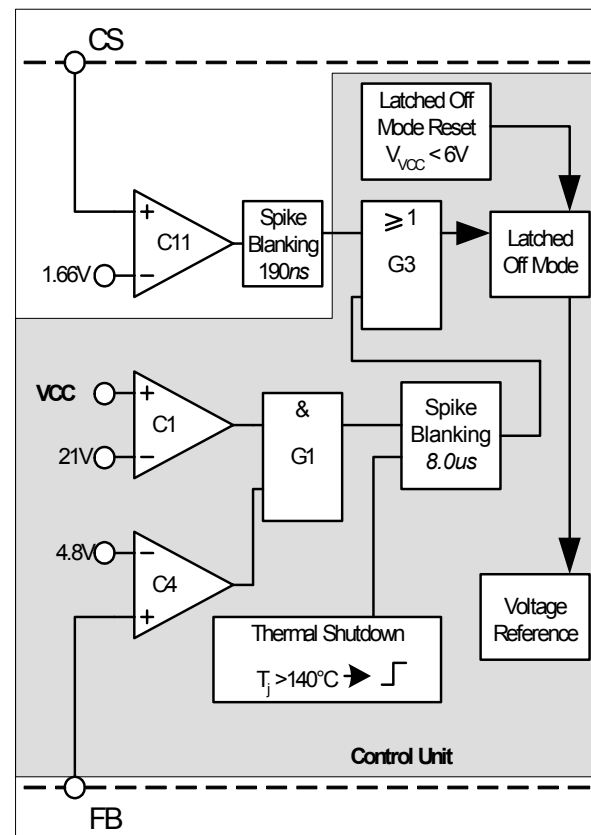 CS
Latched Off
Mode Reset
V_VCC < 6V
+
C11
−
1.66V
Spike
Blanking
190ns
≥1
G3
Latched
Off Mode
VCC
+
C1
−
21V
&
G1
Spike
Blanking
8.0us
4.8V
−
C4
+
Thermal Shutdown
T_j >140°C
Voltage
Reference
Control Unit
FB